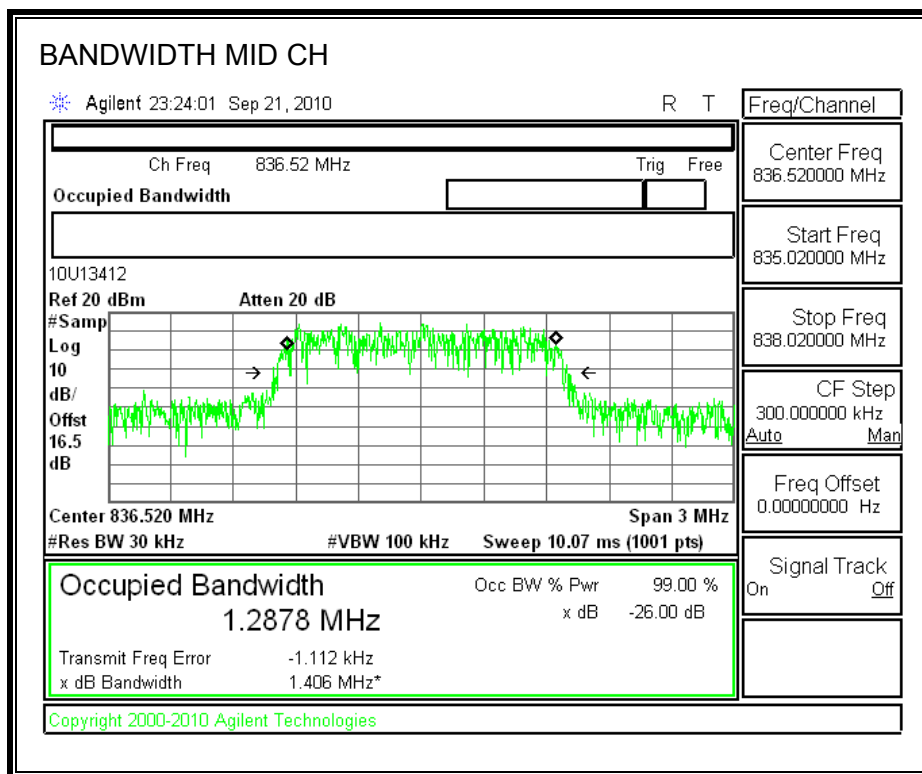 BANDWIDTH MID CH
Agilent 23:24:01 Sep 21, 2010 R T
Freq/Channel
Ch Freq 836.52 MHz Trig Free
Occupied Bandwidth
Center Freq
836.520000 MHz
Start Freq
835.020000 MHz
Stop Freq
838.020000 MHz
CF Step
300.000000 kHz
Auto Man
Freq Offset
0.00000000 Hz
Signal Track
On Off
10U13412
Ref 20 dBm Atten 20 dB
#Samp
Log
10
dB/
Offst
16.5
dB
Center 836.520 MHz Span 3 MHz
#Res BW 30 kHz #VBW 100 kHz Sweep 10.07 ms (1001 pts)
Occupied Bandwidth Occ BW % Pwr 99.00 %
1.2878 MHz x dB -26.00 dB
Transmit Freq Error -1.112 kHz
x dB Bandwidth 1.406 MHz*
Copyright 2000-2010 Agilent Technologies